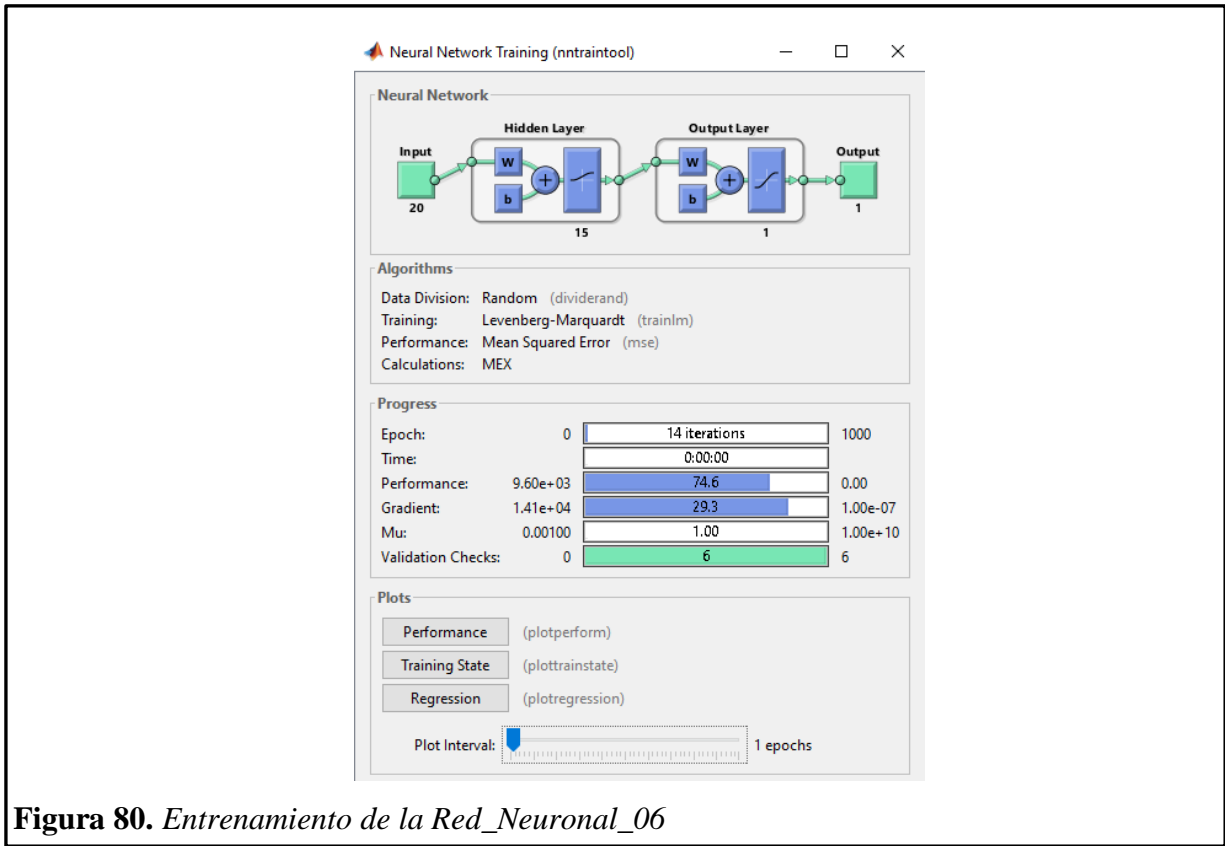 Neural Network Training (nntraintool)
Neural Network
Hidden Layer
Output Layer
Input
Output
W
W
b
b
20
1
15
1
Algorithms
Data Division: Random (dividerand)
Training: Levenberg-Marquardt (trainlm)
Performance: Mean Squared Error (mse)
Calculations: MEX
Progress
Epoch: 0 14 iterations 1000
Time: 0:00:00
Performance: 9.60e+03 74.6 0.00
Gradient: 1.41e+04 29.3 1.00e-07
Mu: 0.00100 1.00 1.00e+10
Validation Checks: 0 6 6
Plots
Performance (plotperform)
Training State (plottrainstate)
Regression (plotregression)
Plot Interval: 1 epochs
Figura 80. Entrenamiento de la Red_Neuronal_06